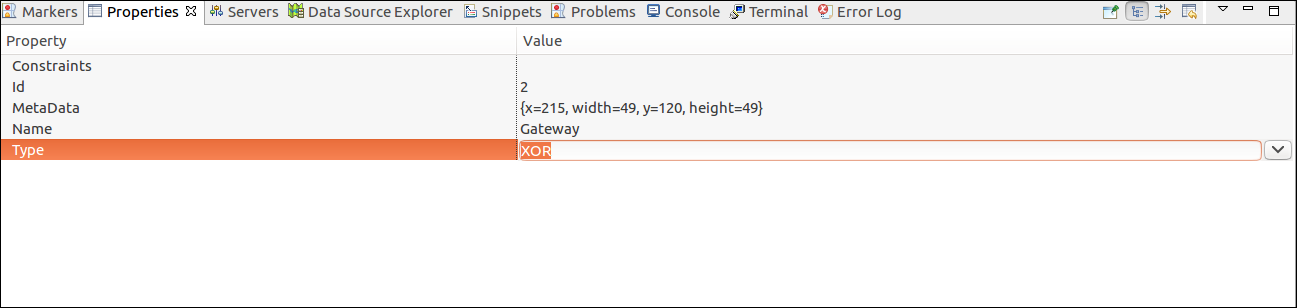 Markers Properties Servers Data Source Explorer Snippets Problems Console Terminal Error Log
Property Value
Constraints
Id 2
MetaData {x=215, width=49, y=120, height=49}
Name Gateway
Type XOR